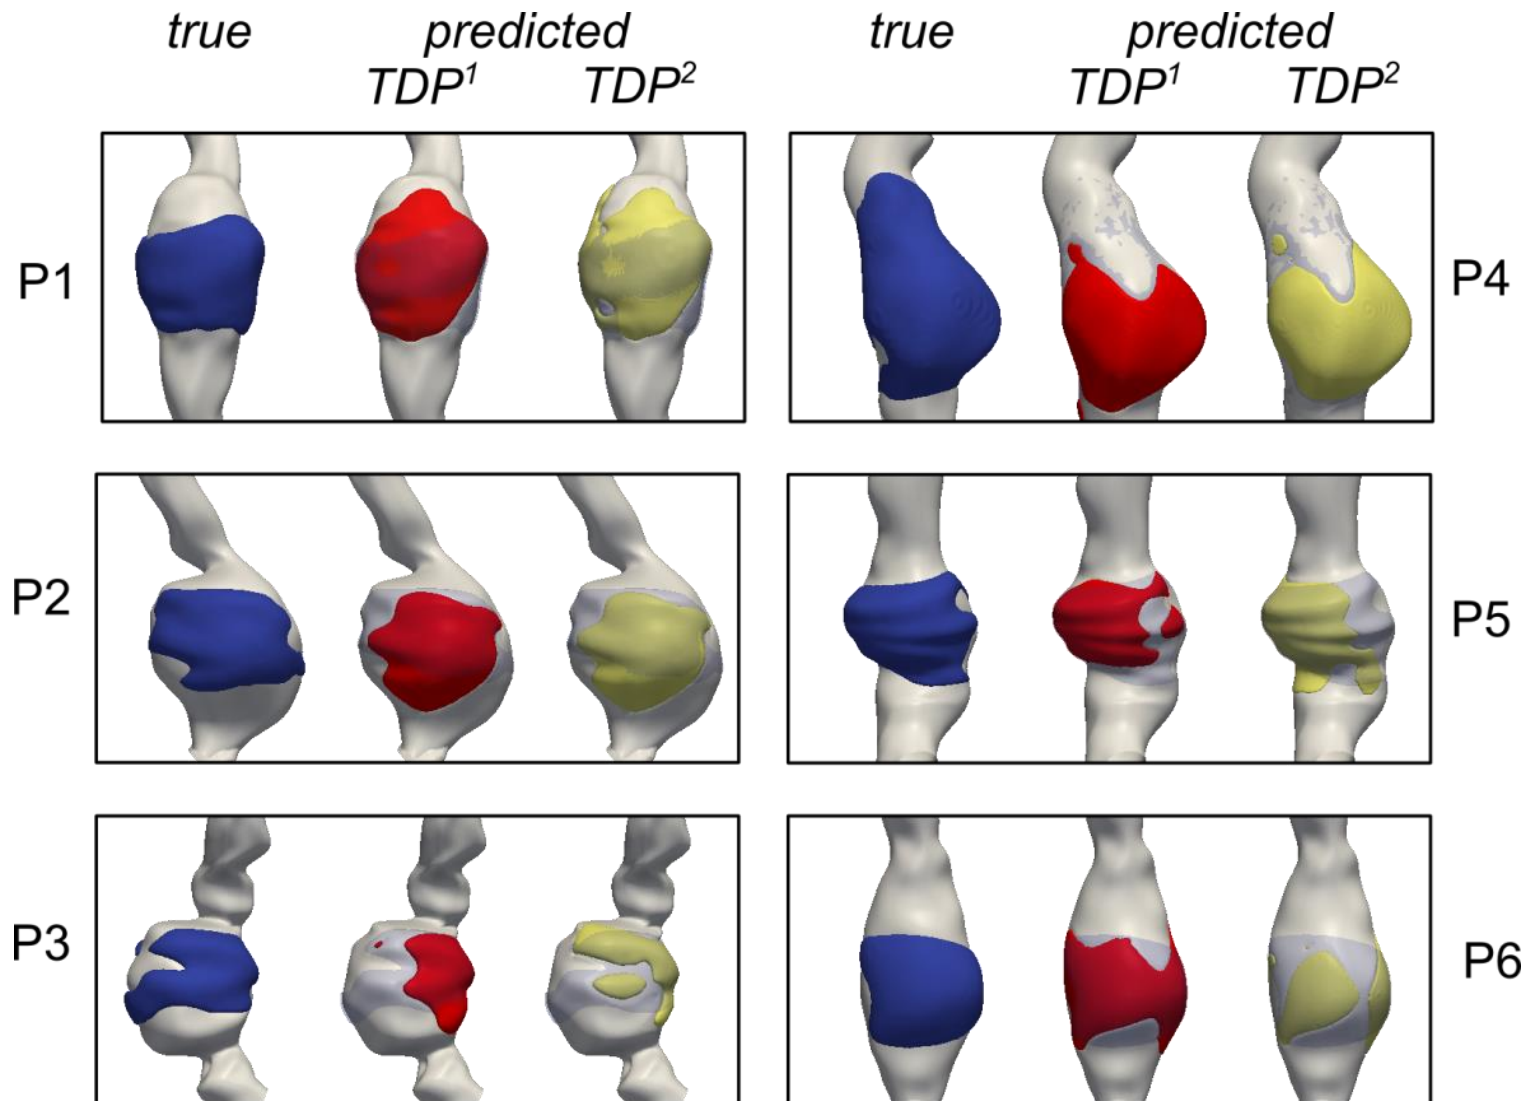 true predicted true predicted
TDP¹ TDP² TDP¹ TDP²
P1 P4
P2 P5
P3 P6